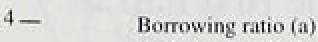 4 — Borrowing ratio (a)